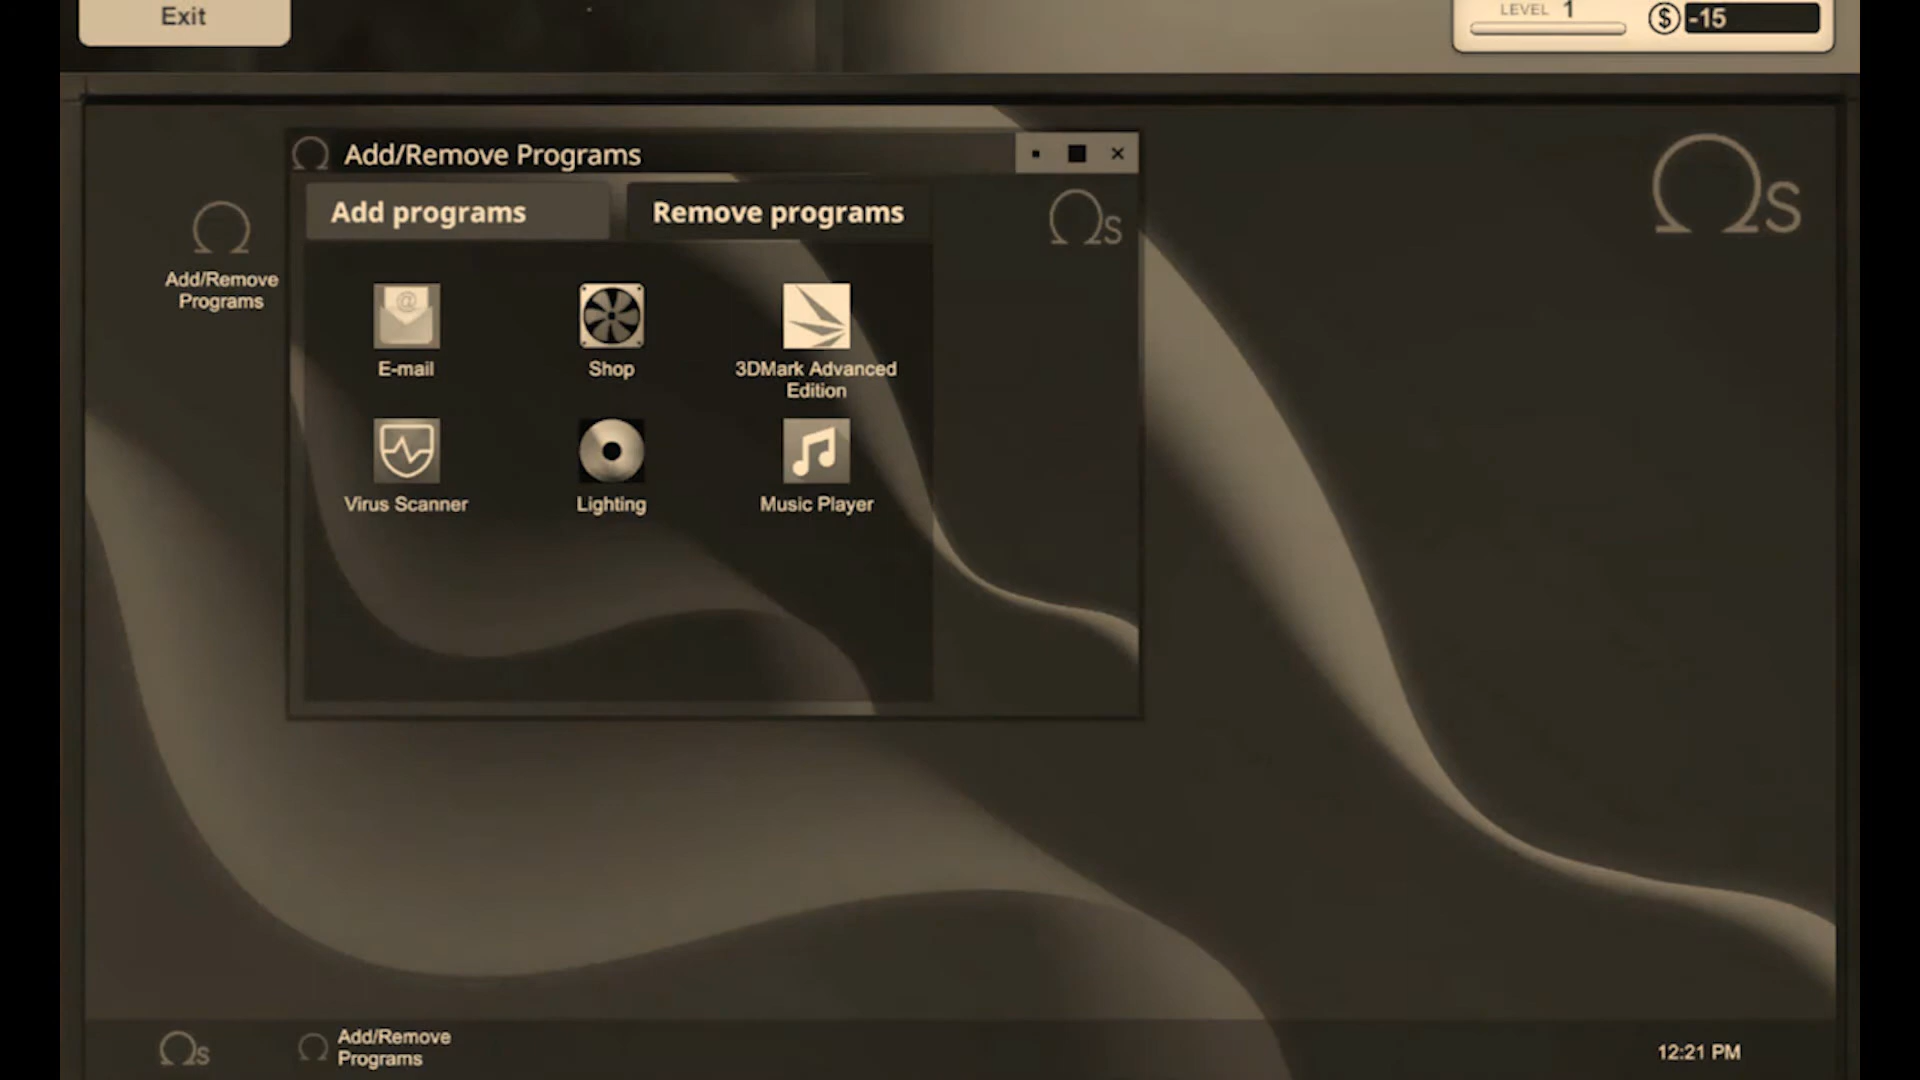 Exit
LEVEL 1
$ -15
Add/Remove Programs
Add programs
Remove programs
Ωs
Ωs
Add/Remove
Programs
E-mail
Shop
3DMark Advanced
Edition
Virus Scanner
Lighting
Music Player
Ωs
Add/Remove
Programs
12:21 PM